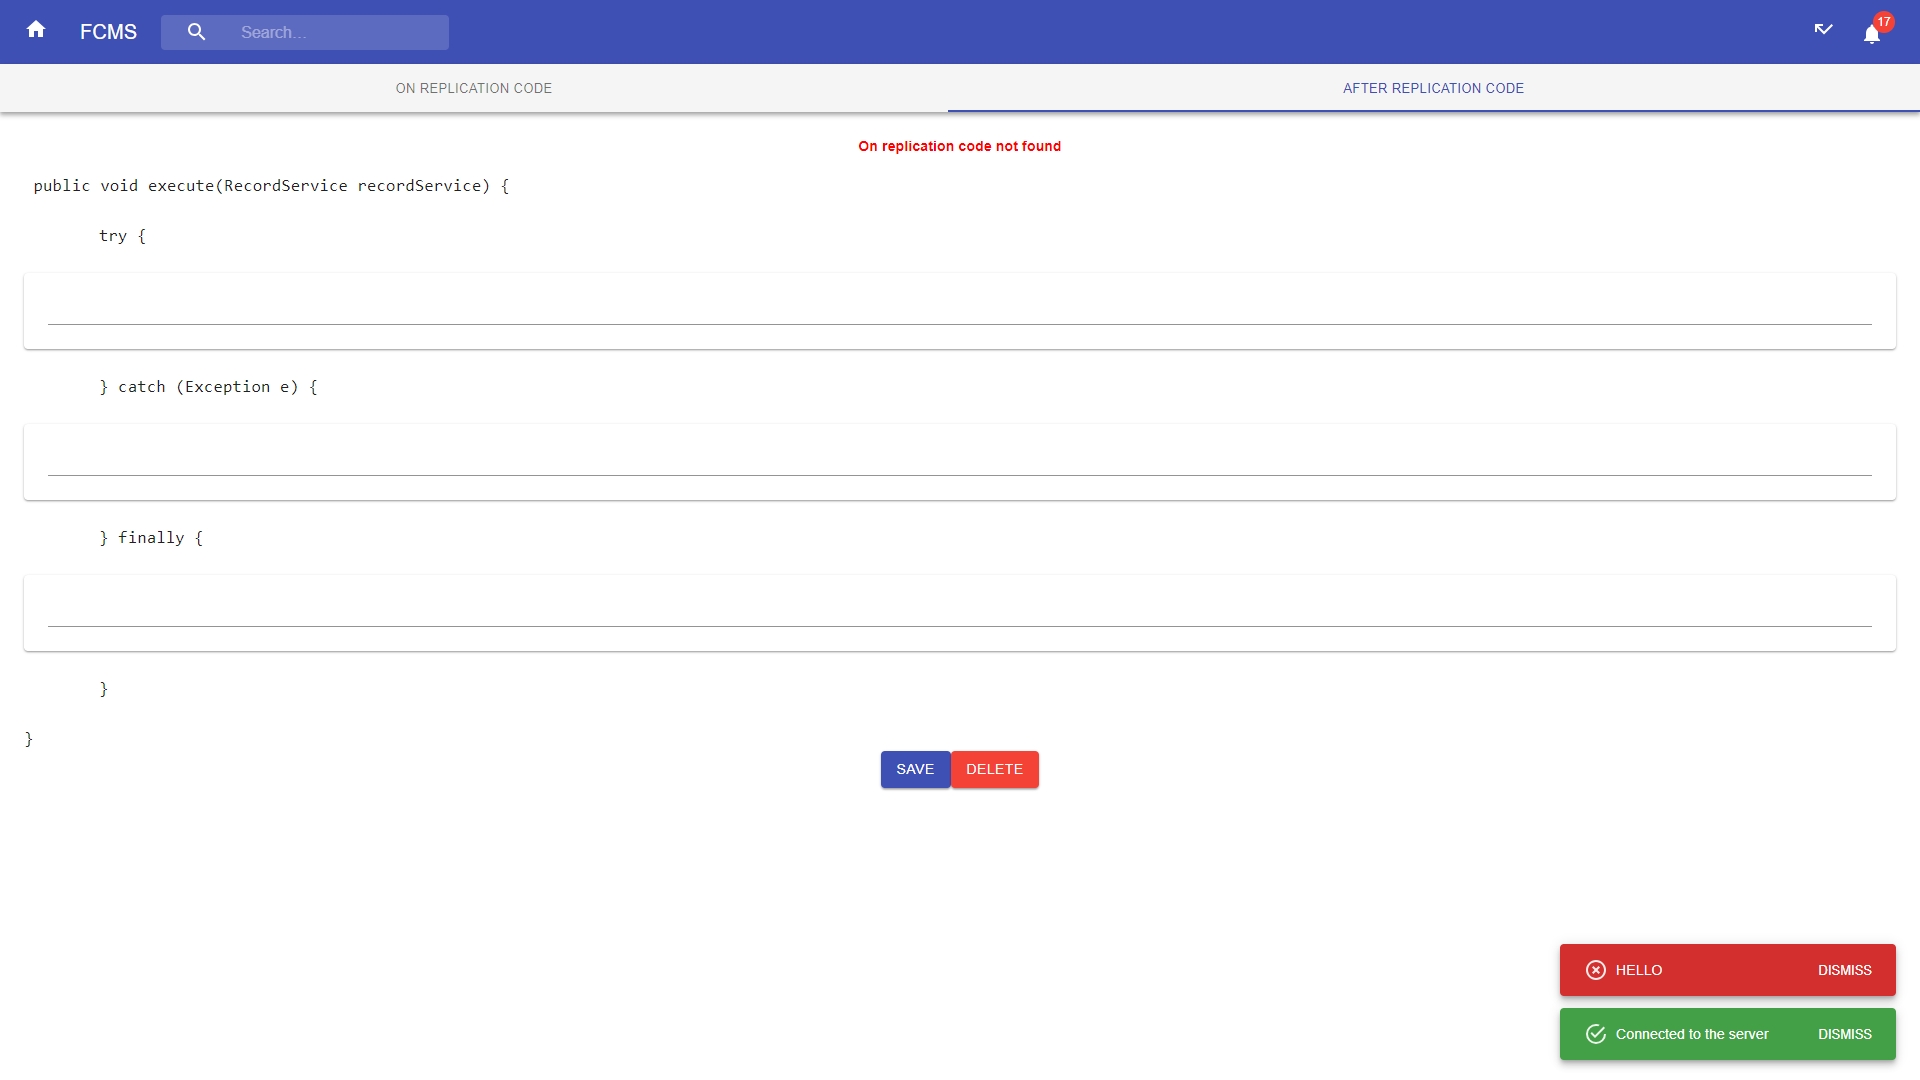 FCMS
Search…
17
ON REPLICATION CODE
AFTER REPLICATION CODE
On replication code not found
public void execute(RecordService recordService) {
try {
} catch (Exception e) {
} finally {
}
}
SAVE
DELETE
HELLO
DISMISS
Connected to the server
DISMISS